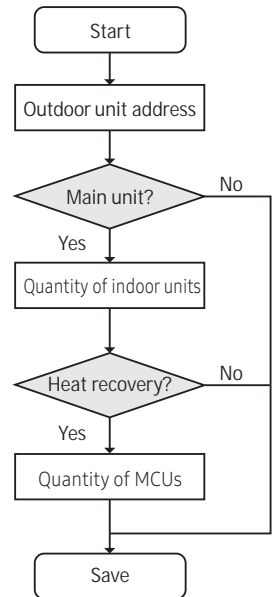 Start
Outdoor unit address
Main unit?
No
Yes
Quantity of indoor units
Heat recovery?
No
Yes
Quantity of MCUs
Save